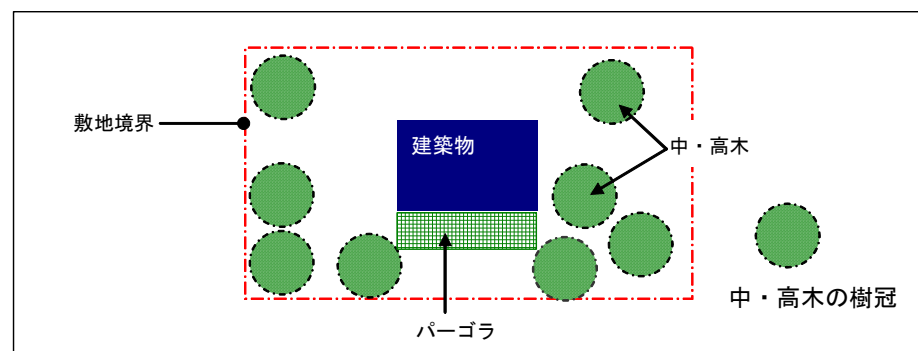 敷地境界
建築物
中・高木
中・高木の樹冠
パーゴラ